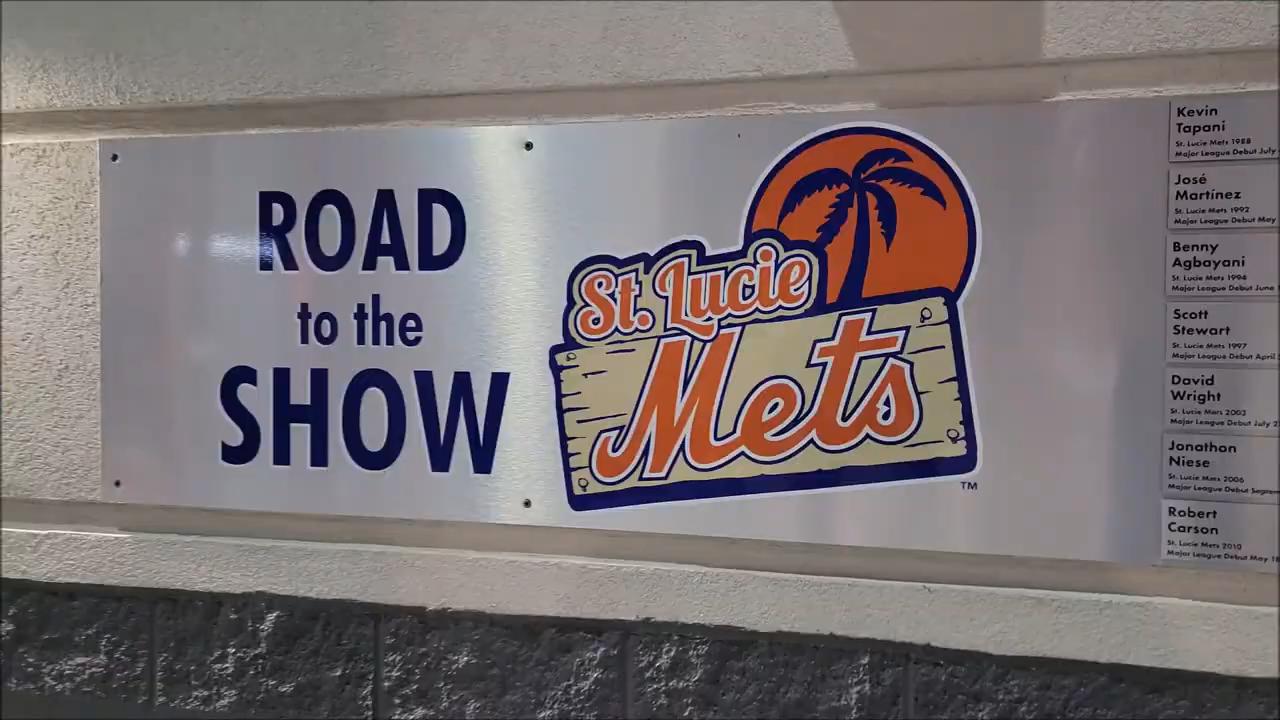 ROAD
to the
SHOW
St. Lucie
Mets
TM
Kevin
Tapani
St. Lucie Mets 1988
Major League Debut July
José
Martínez
St. Lucie Mets 1992
Major League Debut May
Benny
Agbayani
St. Lucie Mets 1994
Major League Debut June
Scott
Stewart
St. Lucie Mets 1997
Major League Debut April
David
Wright
St. Lucie Mets 2003
Major League Debut July 2
Jonathon
Niese
St. Lucie Mets 2006
Major League Debut
Robert
Carson
St. Lucie Mets 2010
Major League Debut May 18